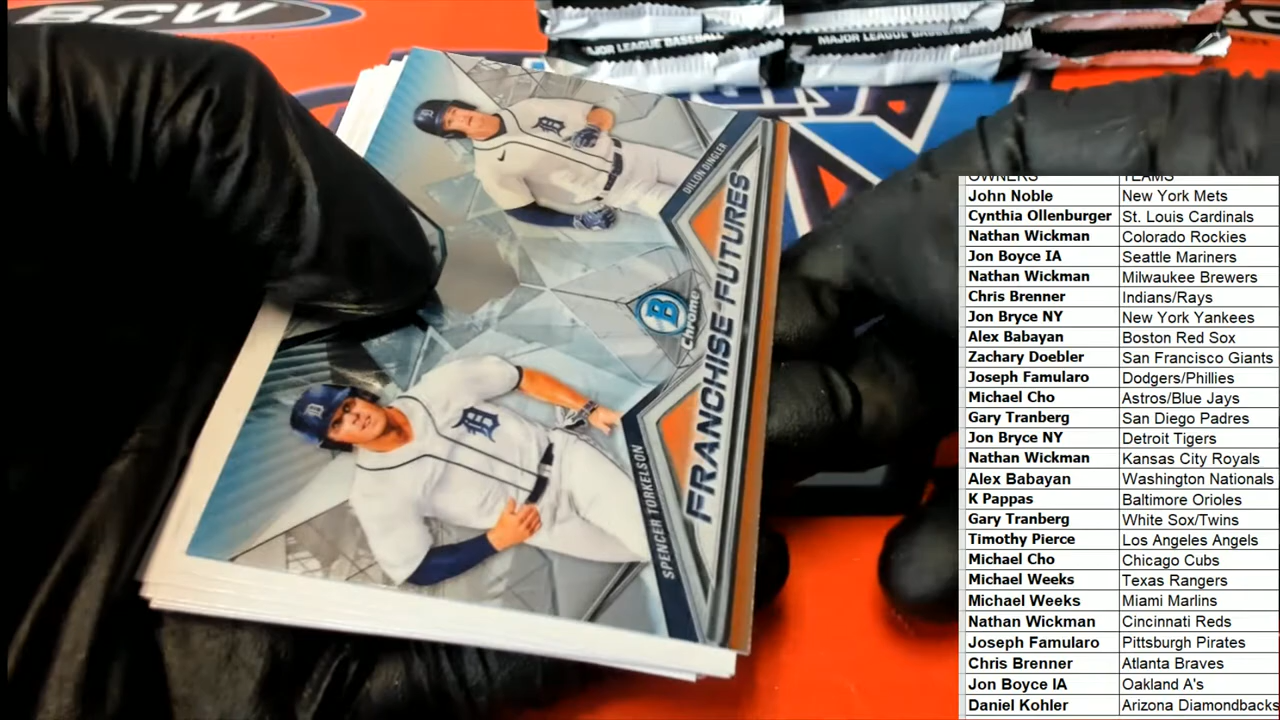 BCW
MAJOR LEAGUE BASEBALL
MAJOR LEAGUE BASEBALL
DILLON DINGLER
B
Chrome
FRANCHISE FUTURES
SPENCER TORKELSON
OWNERS TEAMS
John Noble New York Mets
Cynthia Ollenburger St. Louis Cardinals
Nathan Wickman Colorado Rockies
Jon Boyce IA Seattle Mariners
Nathan Wickman Milwaukee Brewers
Chris Brenner Indians/Rays
Jon Bryce NY New York Yankees
Alex Babayan Boston Red Sox
Zachary Doebler San Francisco Giants
Joseph Famularo Dodgers/Phillies
Michael Cho Astros/Blue Jays
Gary Tranberg San Diego Padres
Jon Bryce NY Detroit Tigers
Nathan Wickman Kansas City Royals
Alex Babayan Washington Nationals
K Pappas Baltimore Orioles
Gary Tranberg White Sox/Twins
Timothy Pierce Los Angeles Angels
Michael Cho Chicago Cubs
Michael Weeks Texas Rangers
Michael Weeks Miami Marlins
Nathan Wickman Cincinnati Reds
Joseph Famularo Pittsburgh Pirates
Chris Brenner Atlanta Braves
Jon Boyce IA Oakland A's
Daniel Kohler Arizona Diamondbacks